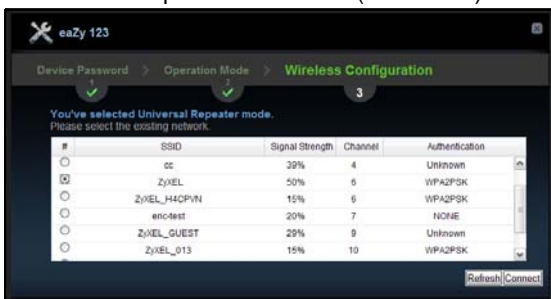 eaZy 123
Device Password > Operation Mode > Wireless Configuration
1 2 3
You've selected Universal Repeater mode.
Please select the existing network.
# SSID Signal Strength Channel Authentication
cc 39% 4 Unknown
ZyXEL 50% 6 WPA2PSK
ZyXEL_H4CPVN 15% 6 WPA2PSK
eric-test 20% 7 NONE
ZyXEL_GUEST 29% 9 Unknown
ZyXEL_013 15% 10 WPA2PSK
Refresh Connect